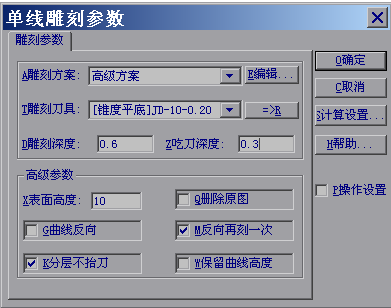 单线雕刻参数
雕刻参数
A雕刻方案: 高级方案 E编辑...
T雕刻刀具: [锥度平底]JD-10-0.20 =>R
D雕刻深度: 0.6 Z吃刀深度: 0.3
高级参数
X表面高度: 10 Q删除原图
G曲线反向 M反向再刻一次
K分层不抬刀 W保留曲线高度
O确定
C取消
S计算设置...
H帮助...
P操作设置